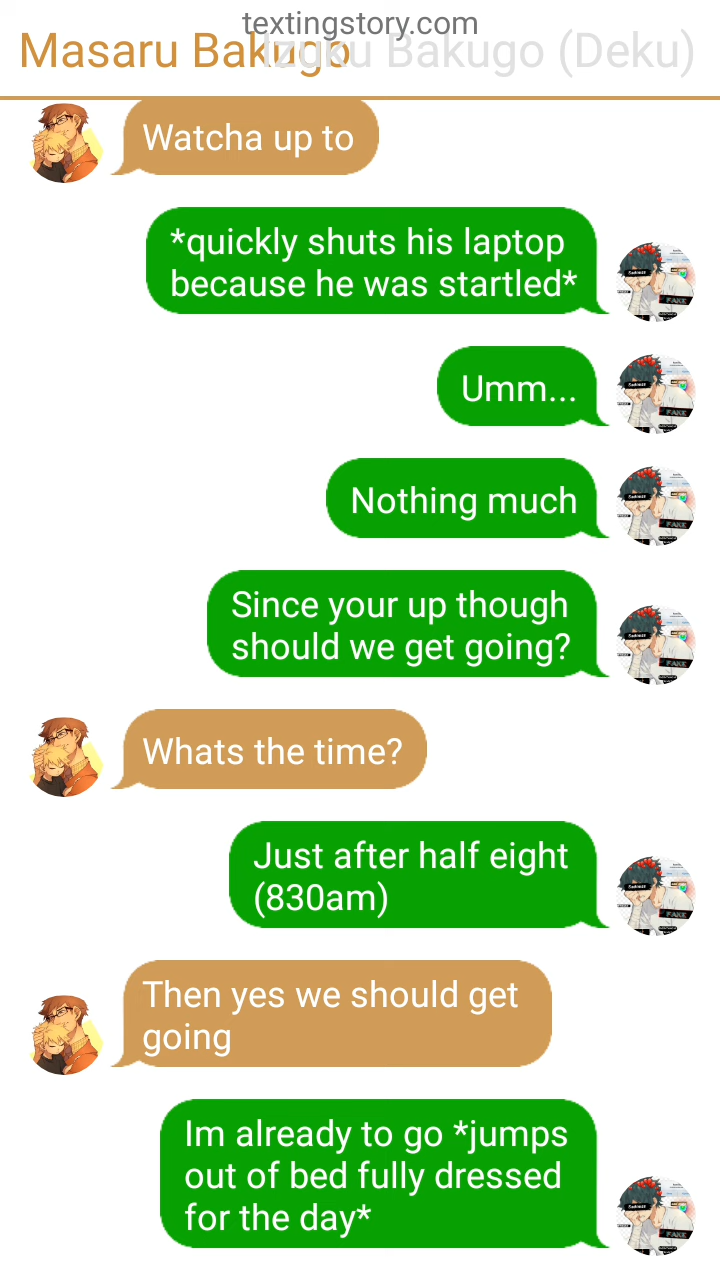 textingstory.com
Masaru Bakugo
Izuku Bakugo (Deku)
Watcha up to
*quickly shuts his laptop
because he was startled*
Umm...
Nothing much
Since your up though
should we get going?
Whats the time?
Just after half eight
(830am)
Then yes we should get
going
Im already to go *jumps
out of bed fully dressed
for the day*